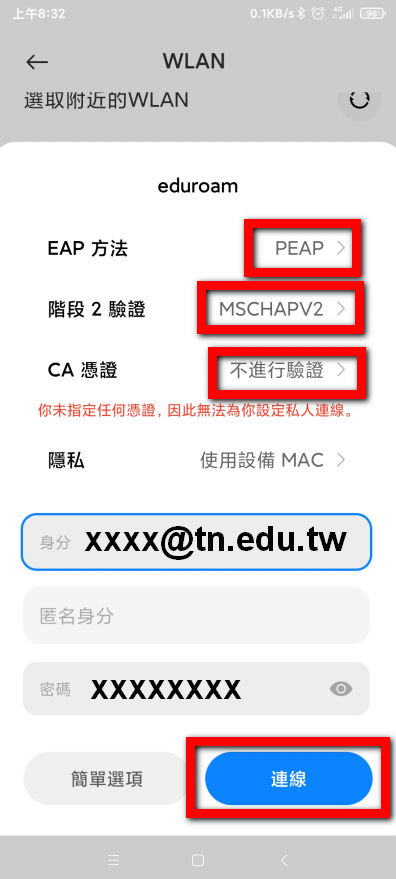 上午8:32 0.1KB/s 4G 96
WLAN
選取附近的WLAN
eduroam
EAP 方法 PEAP
階段 2 驗證 MSCHAPV2
CA 憑證 不進行驗證
你未指定任何憑證，因此無法為你設定私人連線。
隱私 使用設備 MAC
身分 xxxx@tn.edu.tw
匿名身分
密碼 xxxxxxxx
簡單選項 連線